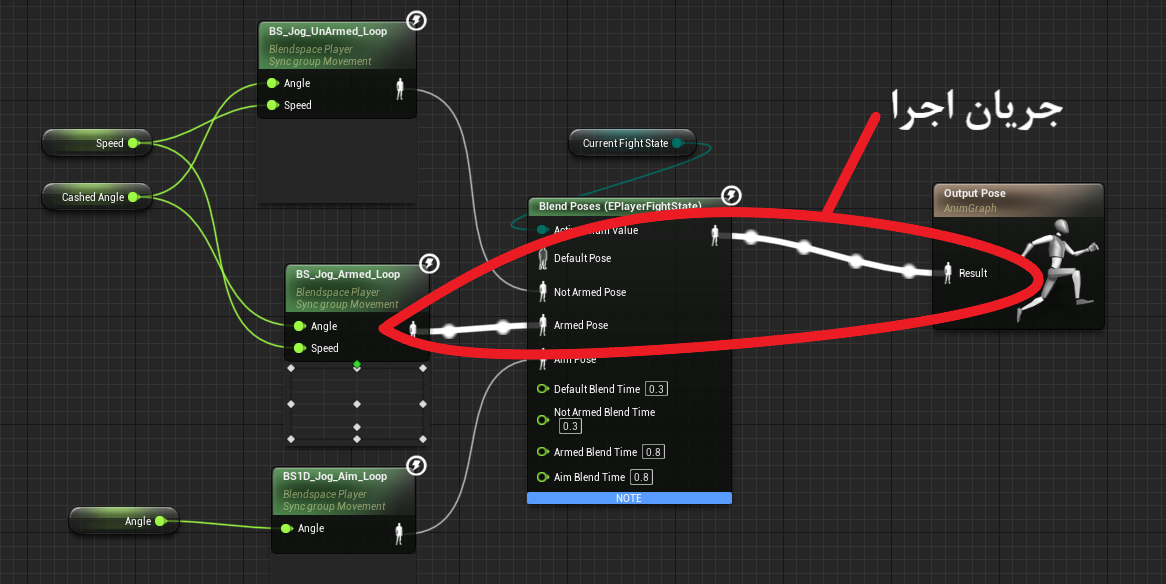 BS_Jog_UnArmed_Loop
Blendspace Player
Sync group Movement
Angle
Speed
Speed
Cashed Angle
جریان اجرا
Current Fight State
Output Pose
AnimGraph
Result
Blend Poses (EPlayerFightState)
Value
Default Pose
Not Armed Pose
Armed Pose
Aim Pose
Default Blend Time 0.3
Not Armed Blend Time
0.3
Armed Blend Time 0.8
Aim Blend Time 0.8
NOTE
BS_Jog_Armed_Loop
Blendspace Player
Sync group Movement
Angle
Speed
BS1D_Jog_Aim_Loop
Blendspace Player
Sync group Movement
Angle
Angle